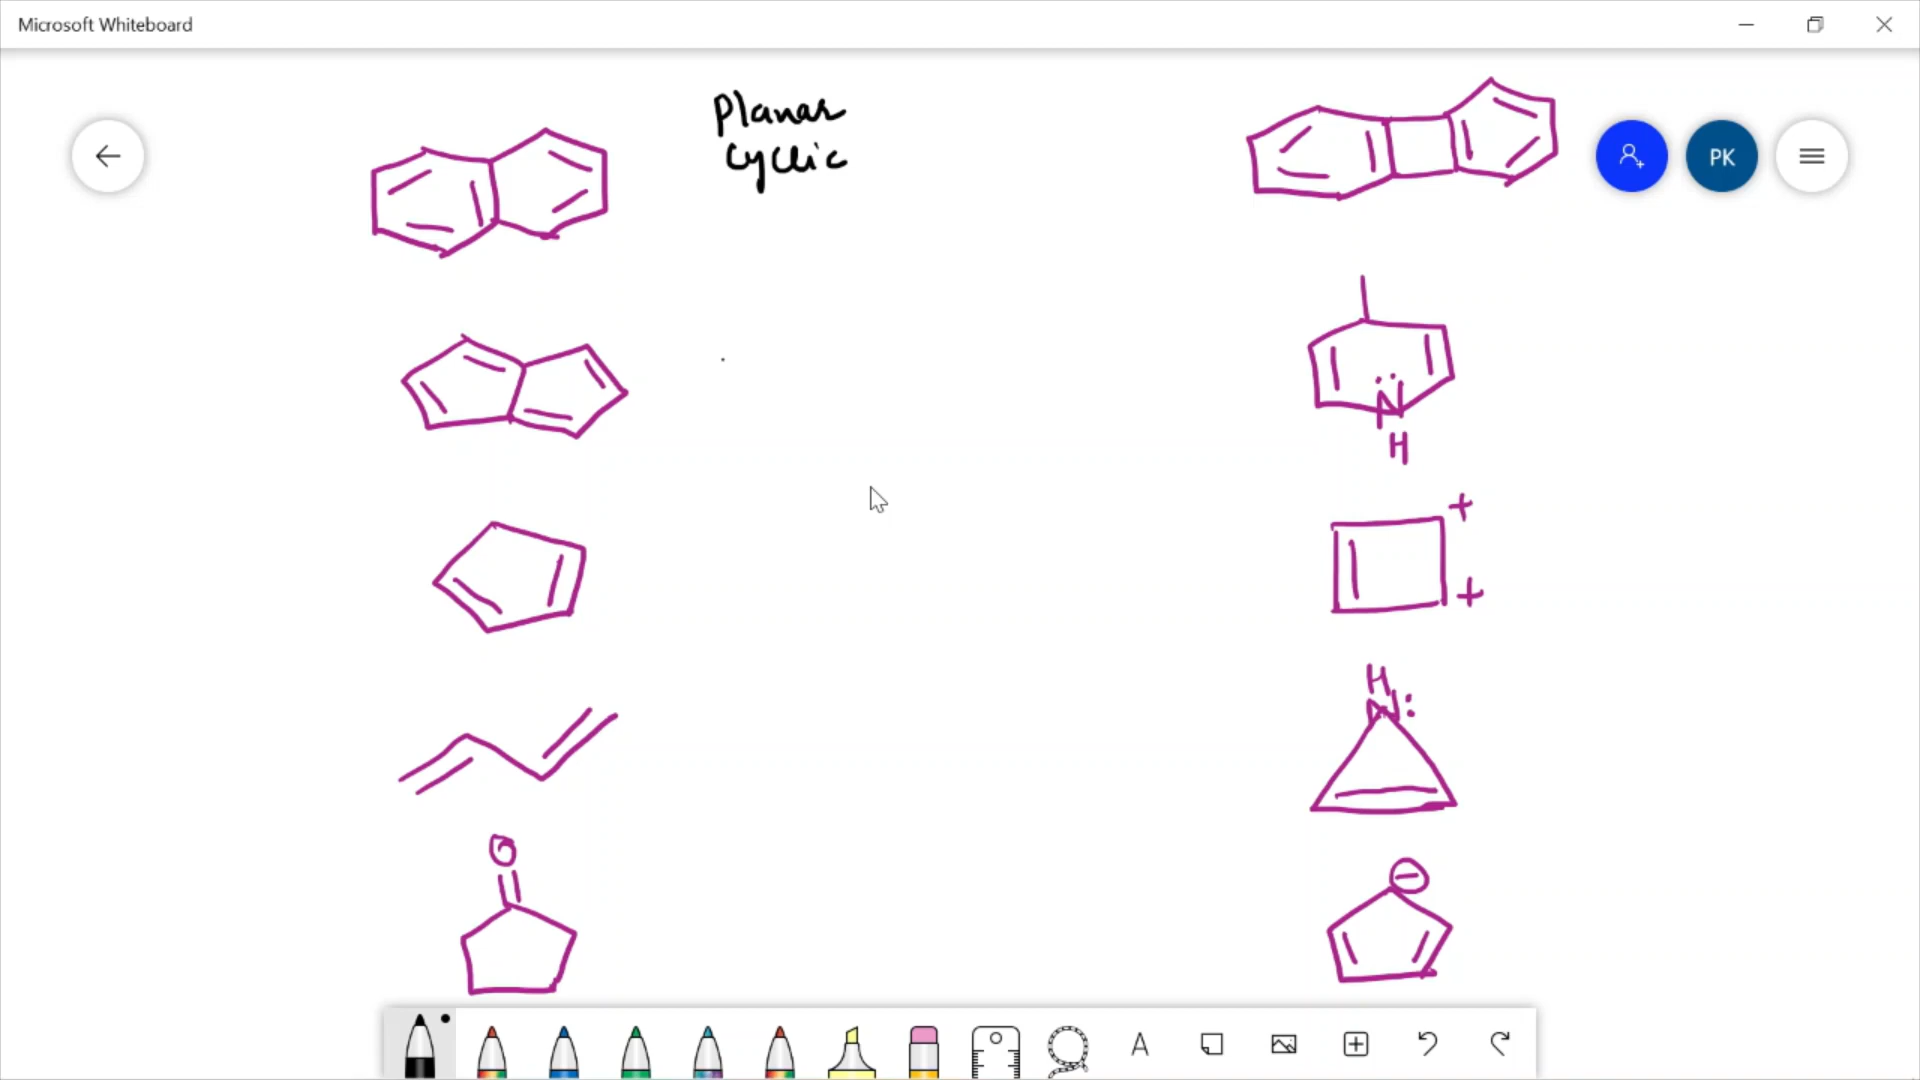 Microsoft Whiteboard
Planar
Cyclic
PK
N
H
+
+
H
N:
O
A